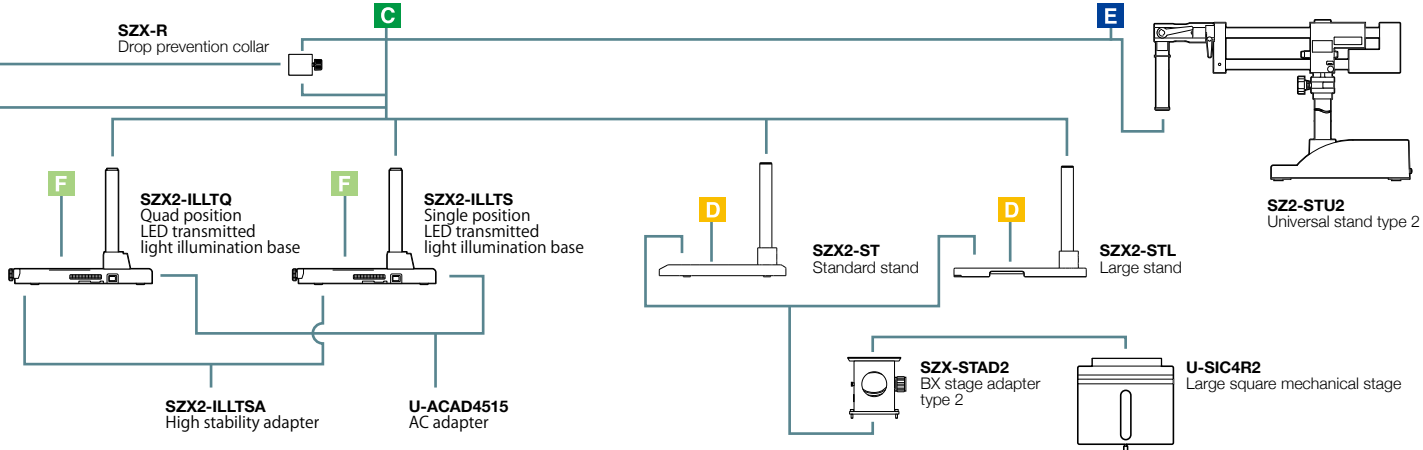 C
E
SZX-R
Drop prevention collar
F
SZX2-ILLTQ
Quad position
LED transmitted
light illumination base
F
SZX2-ILLTS
Single position
LED transmitted
light illumination base
D
SZX2-ST
Standard stand
D
SZX2-STL
Large stand
SZ2-STU2
Universal stand type 2
SZX2-ILLTSA
High stability adapter
U-ACAD4515
AC adapter
SZX-STAD2
BX stage adapter
type 2
U-SIC4R2
Large square mechanical stage